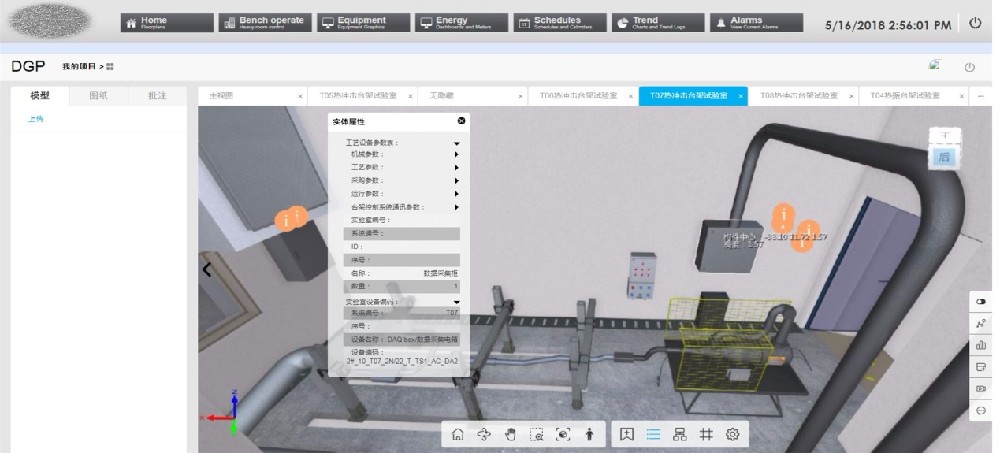 Home
Floorplans
Bench operate
Heavy room control
Equipment
Equipment Graphics
Energy
Dashboards and Meters
Schedules
Schedules and Calrndars
Trend
Charts and Trend Logs
Alarms
View Current Alarms
5/16/2018 2:56:01 PM
DGP
我的项目 >
模型
图纸
批注
上传
主视图 ×
T05热冲击台架试验室 ×
无隐藏 ×
T06热冲击台架试验室 ×
T07热冲击台架试验室 ×
T08热冲击台架试验室 ×
T04热振台架试验室 ×
...
实体属性
工艺设备参数表：
机械参数：
工艺参数：
采购参数：
运行参数：
台架控制系统通讯参数：
实验室编号：
系统编号：
ID：
序号：
名称： 数据采集柜
数量： 1
实验室设备编码：
系统编号： T07
序号：
设备名称： DAQ box/数据采集电箱
设备编码：
2#_10_T07_2N/22_T_TS1_AC_DA2
构件中心：-38.10 11.72 1.57
高度：1.57
后
Z
X